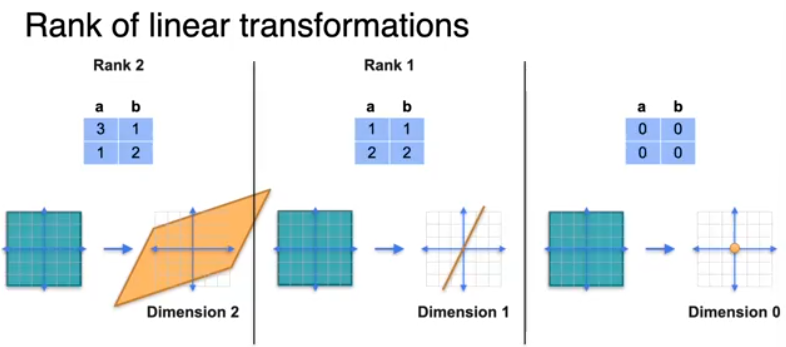 Rank of linear transformations
Rank 2
a b
3 1
1 2
Dimension 2
Rank 1
a b
1 1
2 2
Dimension 1
a b
0 0
0 0
Dimension 0